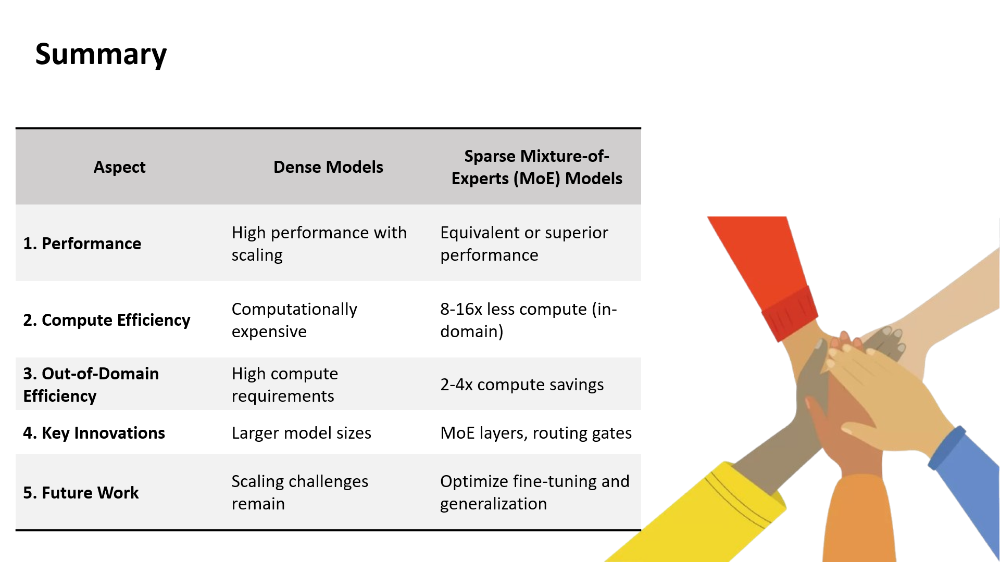 Summary
Aspect
Dense Models
Sparse Mixture-of-
Experts (MoE) Models
1. Performance
High performance with
scaling
Equivalent or superior
performance
2. Compute Efficiency
Computationally
expensive
8-16x less compute (in-
domain)
3. Out-of-Domain
Efficiency
High compute
requirements
2-4x compute savings
4. Key Innovations
Larger model sizes
MoE layers, routing gates
5. Future Work
Scaling challenges
remain
Optimize fine-tuning and
generalization